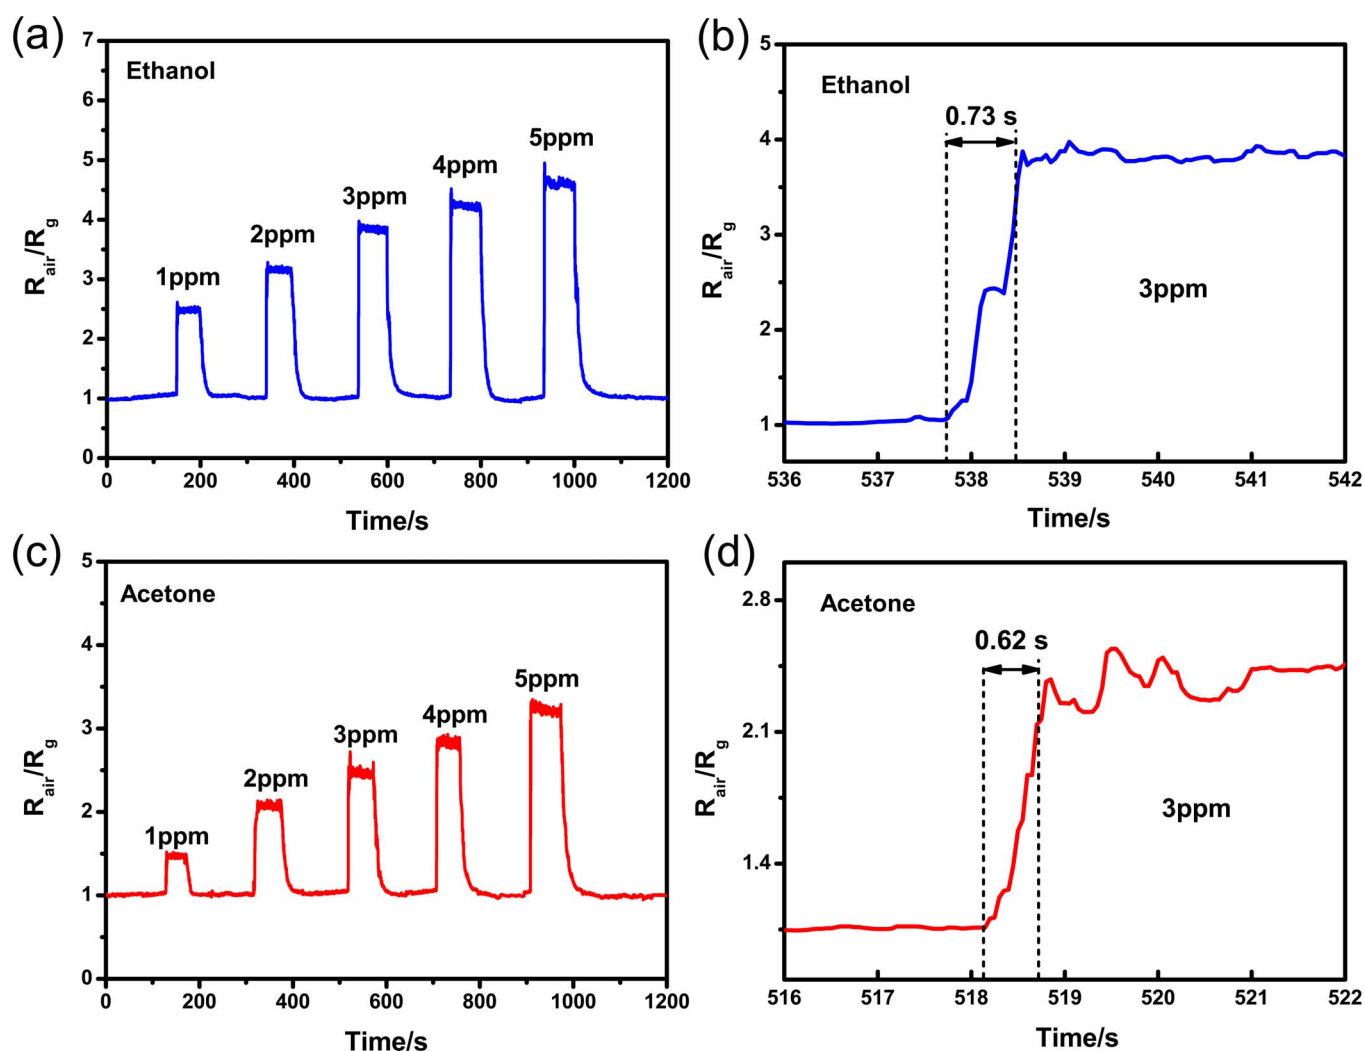 (a)
Ethanol
7
6
5
4
3
2
1
0
R_air/R_g
1ppm
2ppm
3ppm
4ppm
5ppm
0 200 400 600 800 1000 1200
Time/s
(b)
Ethanol
5
4
3
2
1
R_air/R_g
0.73 s
3ppm
536 537 538 539 540 541 542
Time/s
(c)
Acetone
5
4
3
2
1
0
R_air/R_g
1ppm
2ppm
3ppm
4ppm
5ppm
0 200 400 600 800 1000 1200
Time/s
(d)
Acetone
2.8
2.1
1.4
R_air/R_g
0.62 s
3ppm
516 517 518 519 520 521 522
Time/s